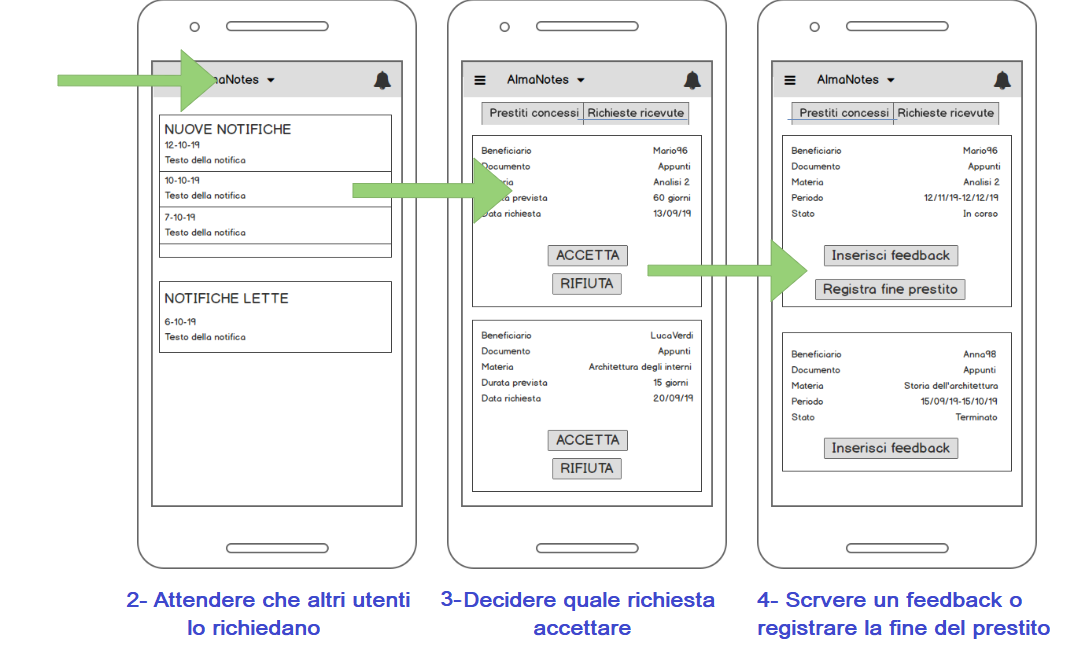 naNotes
NUOVE NOTIFICHE
12-10-19
Testo della notifica
10-10-19
Testo della notifica
7-10-19
Testo della notifica
NOTIFICHE LETTE
6-10-19
Testo della notifica
2- Attendere che altri utenti
lo richiedano
AlmaNotes
Prestiti concessi Richieste ricevute
Beneficiario Mario96
Documento Appunti
ria Analisi 2
ta prevista 60 giorni
Data richiesta 13/09/19
ACCETTA
RIFIUTA
Beneficiario LucaVerdi
Documento Appunti
Materia Architettura degli interni
Durata prevista 15 giorni
Data richiesta 20/09/19
ACCETTA
RIFIUTA
3-Decidere quale richiesta
accettare
AlmaNotes
Prestiti concessi Richieste ricevute
Beneficiario Mario96
Documento Appunti
Materia Analisi 2
Periodo 12/11/19-12/12/19
Stato In corso
Inserisci feedback
Registra fine prestito
Beneficiario Anna98
Documento Appunti
Materia Storia dell'architettura
Periodo 15/09/19-15/10/19
Stato Terminato
Inserisci feedback
4- Scrvere un feedback o
registrare la fine del prestito